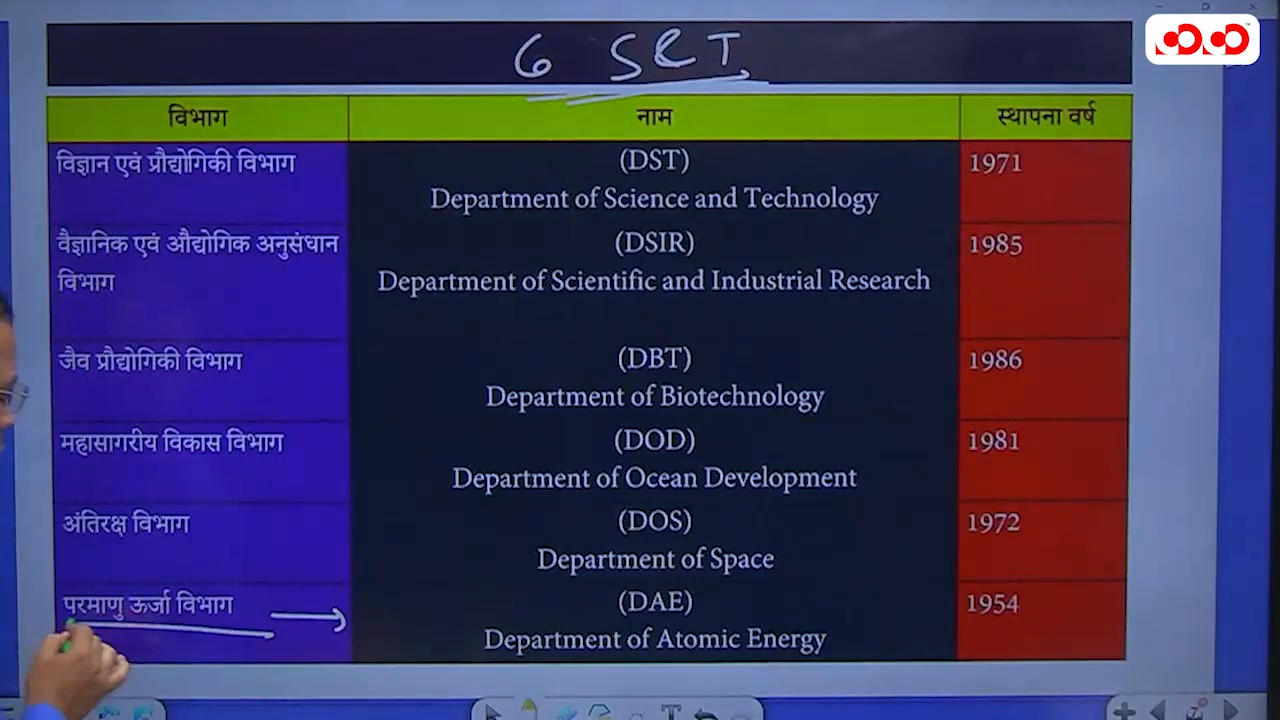 6 S&T
विभाग
नाम
स्थापना वर्ष
विज्ञान एवं प्रौद्योगिकी विभाग
(DST)
Department of Science and Technology
1971
वैज्ञानिक एवं औद्योगिक अनुसंधान
विभाग
(DSIR)
Department of Scientific and Industrial Research
1985
जैव प्रौद्योगिकी विभाग
(DBT)
Department of Biotechnology
1986
महासागरीय विकास विभाग
(DOD)
Department of Ocean Development
1981
अंतिरक्ष विभाग
(DOS)
Department of Space
1972
परमाणु ऊर्जा विभाग
(DAE)
Department of Atomic Energy
1954